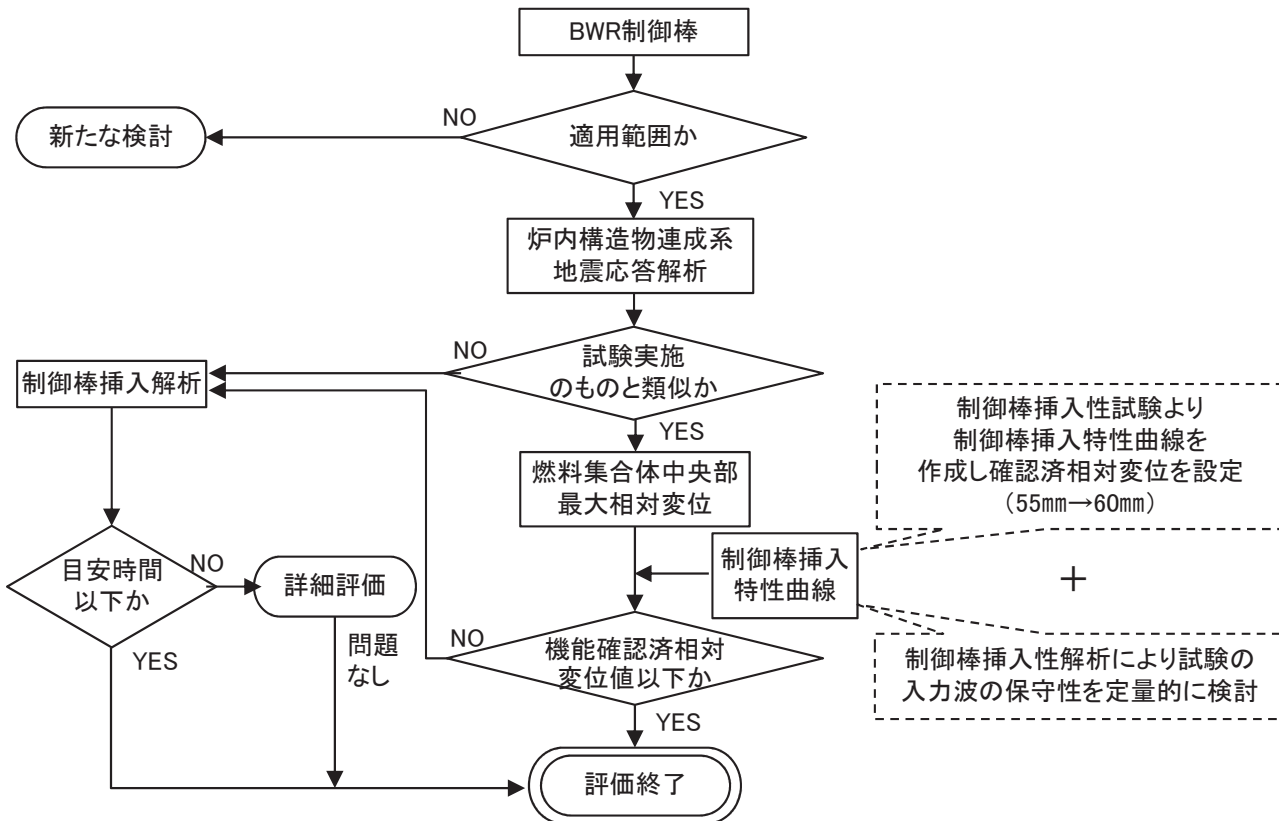 BWR制御棒
NO
適用範囲か
新たな検討
YES
炉内構造物連成系
地震応答解析
NO
試験実施
のものと類似か
制御棒挿入解析
YES
燃料集合体中央部
最大相対変位
制御棒挿入性試験より
制御棒挿入特性曲線を
作成し確認済相対変位を設定
(55mm→60mm)
制御棒挿入
特性曲線
+
目安時間
以下か
NO
詳細評価
YES
問題
なし
NO
機能確認済相対
変位値以下か
制御棒挿入性解析により試験の
入力波の保守性を定量的に検討
YES
評価終了